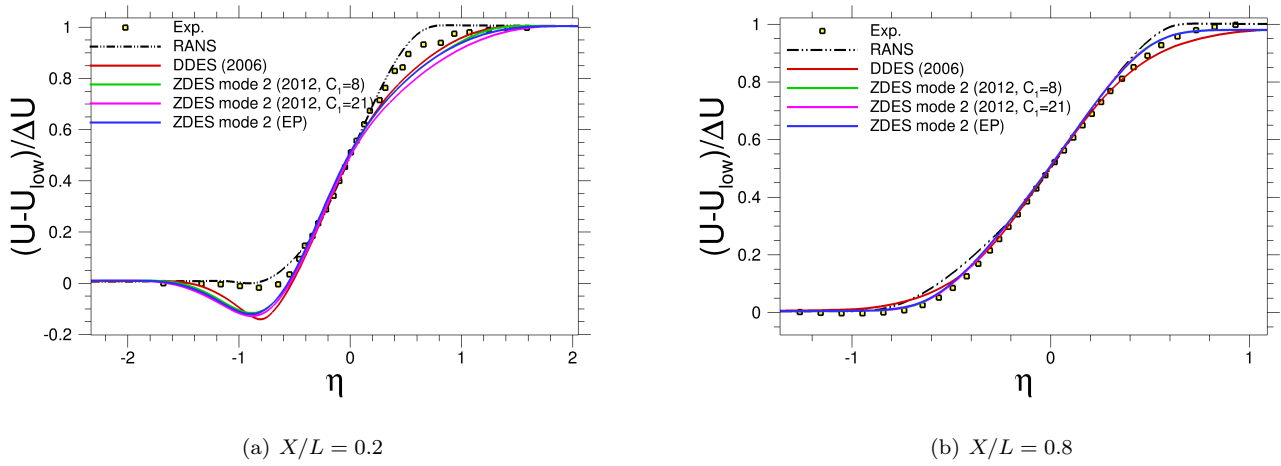 Exp.
RANS
DDES (2006)
ZDES mode 2 (2012, C₁=8)
ZDES mode 2 (2012, C₁=21)
ZDES mode 2 (EP)
(U-U_low)/ΔU
0.8
0.6
0.4
0.2
0
-0.2
-2
-1
0
1
2
η
(a) X/L = 0.2
Exp.
RANS
DDES (2006)
ZDES mode 2 (2012, C₁=8)
ZDES mode 2 (2012, C₁=21)
ZDES mode 2 (EP)
(U-U_low)/ΔU
1
0.8
0.6
0.4
0.2
0
-1
0
1
η
(b) X/L = 0.8
1